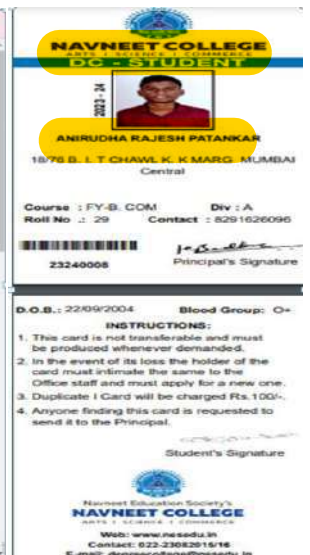 NAVNEET COLLEGE
ARTS | SCIENCE | COMMERCE
DC - STUDENT
2023 - 24
ANIRUDHA RAJESH PATANKAR
18/76 B. I. T CHAWL K. K MARG. MUMBAI
Central
Course : FY-B. COM Div : A
Roll No .: 29 Contact : 8291626096
23240008
Principal's Signature
D.O.B.: 22/09/2004 Blood Group: O+
INSTRUCTIONS:
1. This card is not transferable and must
be produced whenever demanded.
2. In the event of its loss the holder of the
card must intimate the same to the
Office staff and must apply for a new one.
3. Duplicate I Card will be charged Rs.100/-.
4. Anyone finding this card is requested to
send it to the Principal.
Student's Signature
Navneet Education Society's
NAVNEET COLLEGE
ARTS | SCIENCE | COMMERCE
Web: www.nesedu.in
Contact: 022-23082015/16
E-mail: degreecollege@nesedu.in